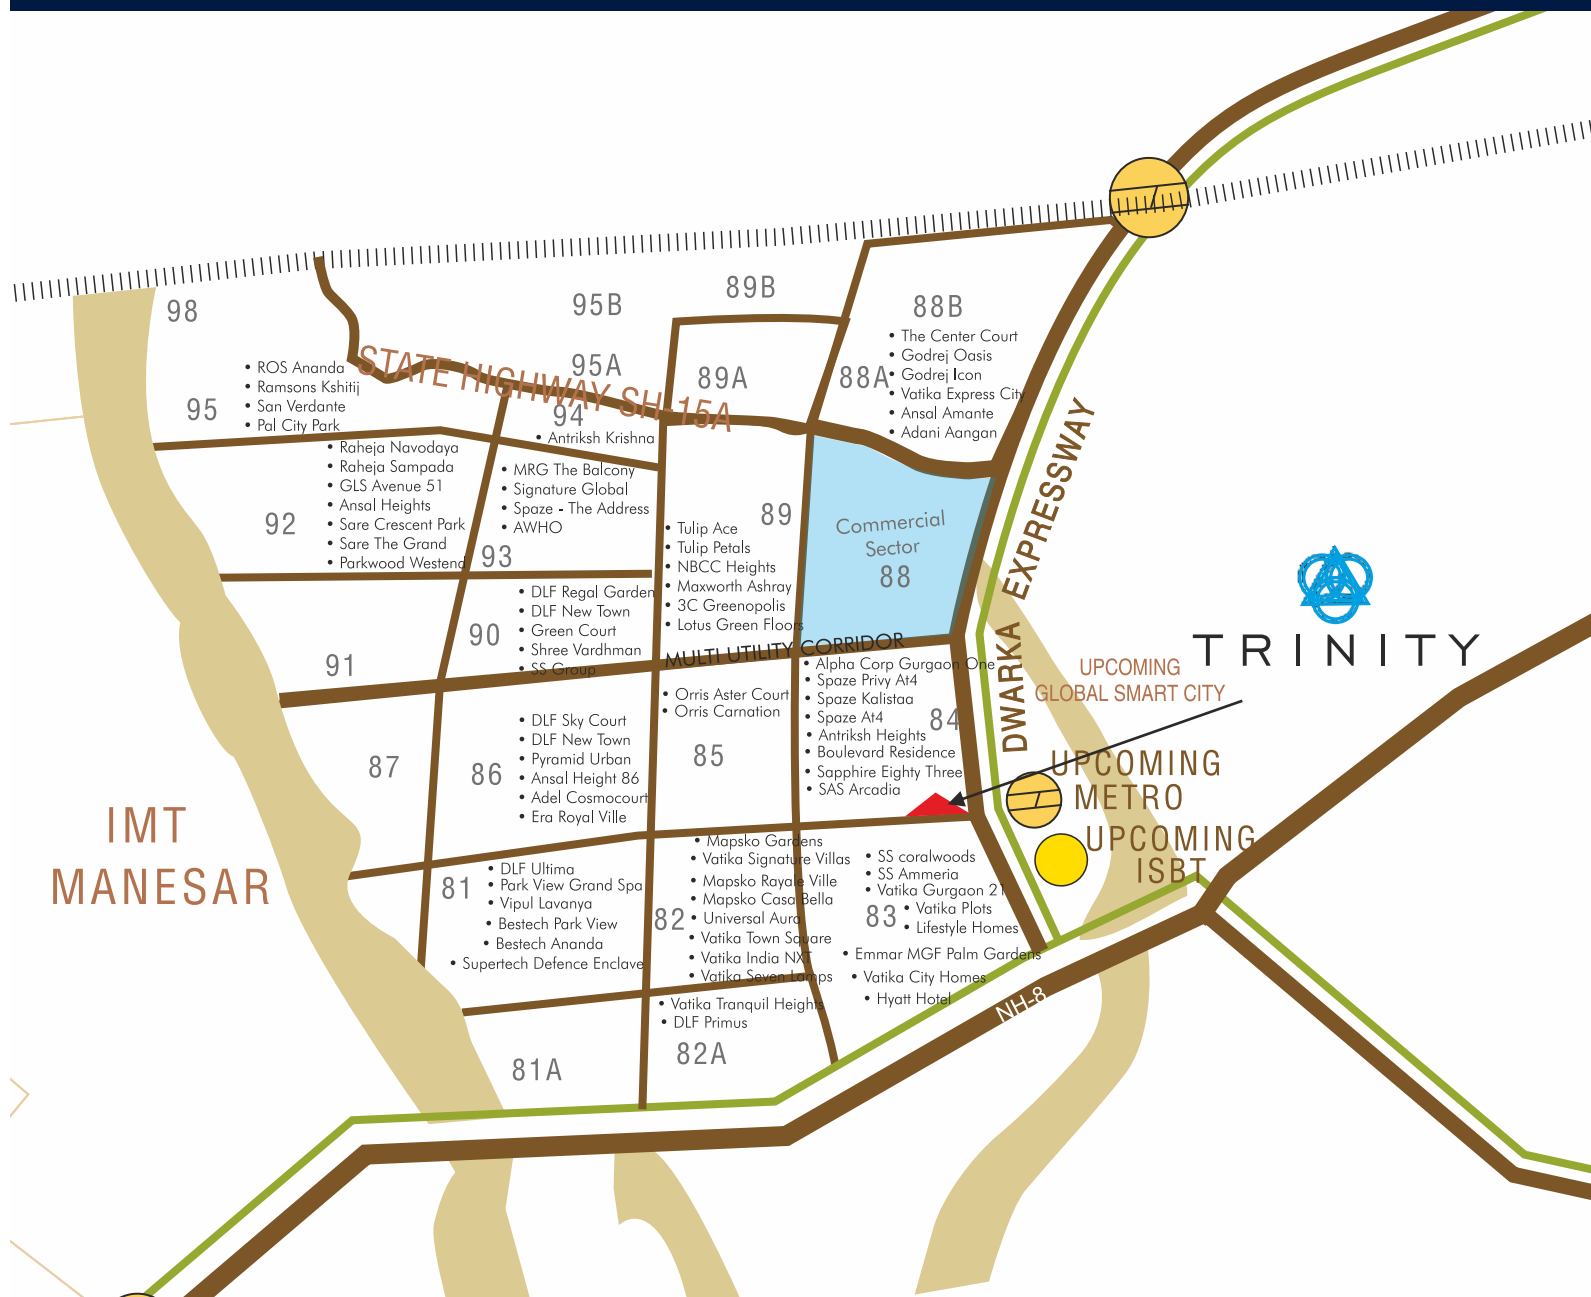 98
95B
89B
88B
• The Center Court
• Godrej Oasis
• Godrej Icon
• Vatika Express City
• Ansal Amante
• Adani Aangan
95A
89A
88A
STATE HIGHWAY SH-15A
• ROS Ananda
• Ramsons Kshitij
• San Verdante
• Pal City Park
95
94
• Antriksh Krishna
• Raheja Navodaya
• Raheja Sampada
• GLS Avenue 51
• Ansal Heights
• Sare Crescent Park
• Sare The Grand
• Parkwood Westend
92
• MRG The Balcony
• Signature Global
• Spaze - The Address
• AWHO
93
89
• Tulip Ace
• Tulip Petals
• NBCC Heights
• Maxworth Ashray
• 3C Greenopolis
• Lotus Green Floors
Commercial
Sector
88
DWARKA EXPRESSWAY
TRINITY
• DLF Regal Garden
• DLF New Town
• Green Court
• Shree Vardhman
• SS Group
90
91
MULTI UTILITY CORRIDOR
• Alpha Corp Gurgaon One
• Spaze Privy At4
• Spaze Kalistaa
• Spaze At4
• Antriksh Heights
• Boulevard Residence
• Sapphire Eighty Three
• SAS Arcadia
84
UPCOMING
GLOBAL SMART CITY
• Orris Aster Court
• Orris Carnation
85
• DLF Sky Court
• DLF New Town
• Pyramid Urban
• Ansal Height 86
• Adel Cosmocourt
• Era Royal Ville
86
87
UPCOMING
METRO
UPCOMING
ISBT
IMT
MANESAR
• DLF Ultima
• Park View Grand Spa
• Vipul Lavanya
• Bestech Park View
• Bestech Ananda
• Supertech Defence Enclave
81
• Mapsko Gardens
• Vatika Signature Villas
• Mapsko Rayale Ville
• Mapsko Casa Bella
• Universal Aura
• Vatika Town Square
• Vatika India NXT
• Vatika Seven Lamps
82
• SS coralwoods
• SS Ammeria
• Vatika Gurgaon 21
• Vatika Plots
• Lifestyle Homes
83
• Emmar MGF Palm Gardens
• Vatika City Homes
• Hyatt Hotel
• Vatika Tranquil Heights
• DLF Primus
82A
81A
NH-8